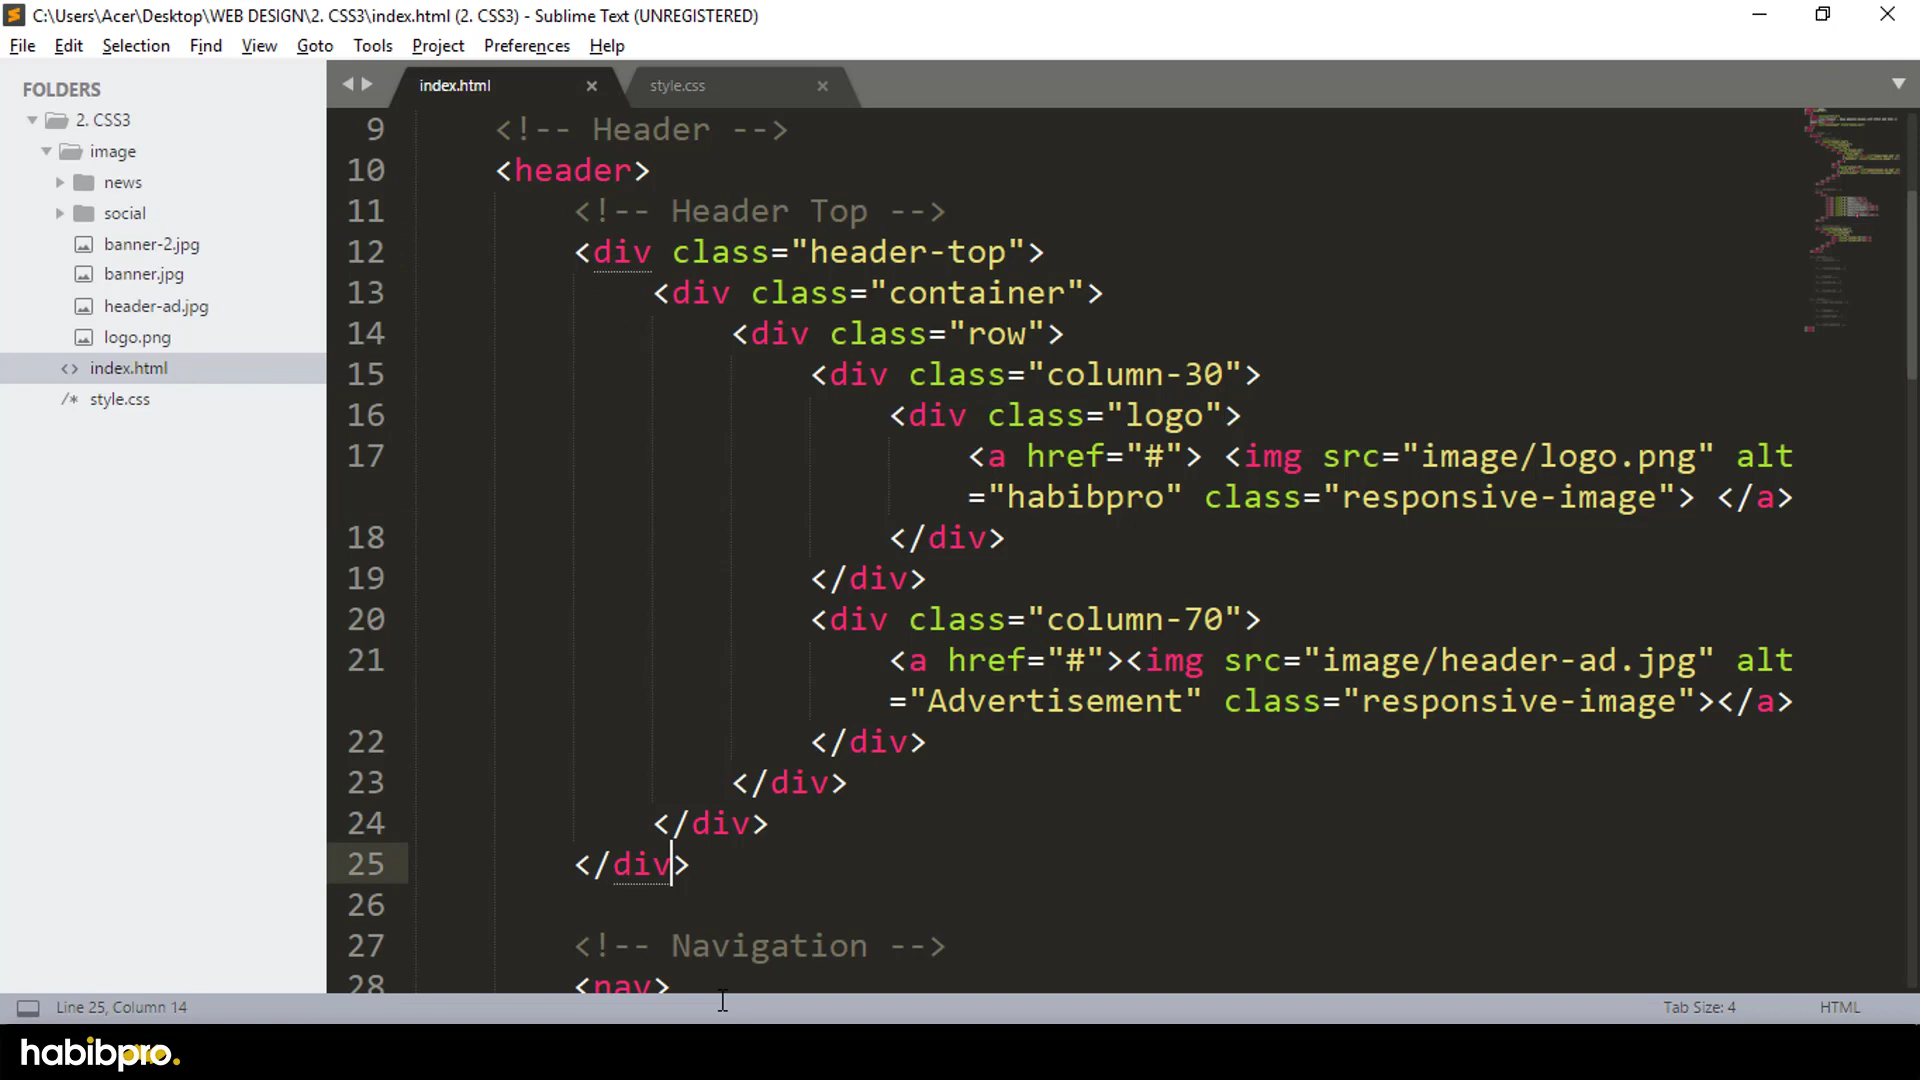 C:\Users\Acer\Desktop\WEB DESIGN\2. CSS3\index.html (2. CSS3) - Sublime Text (UNREGISTERED)
File Edit Selection Find View Goto Tools Project Preferences Help
FOLDERS
2. CSS3
image
news
social
banner-2.jpg
banner.jpg
header-ad.jpg
logo.png
<> index.html
/* style.css
index.html × style.css ×
9 <!-- Header -->
10 <header>
11 <!-- Header Top -->
12 <div class="header-top">
13 <div class="container">
14 <div class="row">
15 <div class="column-30">
16 <div class="logo">
17 <a href="#"> <img src="image/logo.png" alt
="habibpro" class="responsive-image"> </a>
18 </div>
19 </div>
20 <div class="column-70">
21 <a href="#"><img src="image/header-ad.jpg" alt
="Advertisement" class="responsive-image"></a>
22 </div>
23 </div>
24 </div>
25 </div>
26
27 <!-- Navigation -->
28 <nav>
Line 25, Column 14 Tab Size: 4 HTML
habibpro.